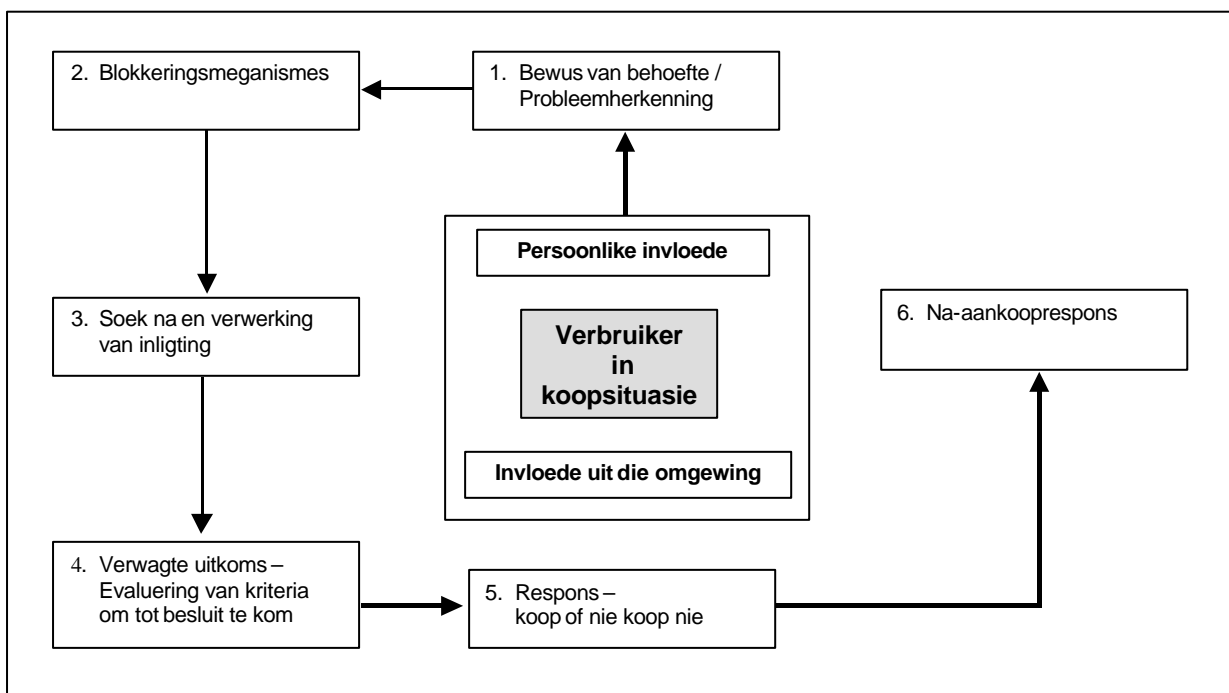 2. Blokkeringsmeganismes
1. Bewus van behoefte /
Probleemherkenning
Persoonlike invloede
Verbruiker
in
koopsituasie
Invloede uit die omgewing
3. Soek na en verwerking
van inligting
6. Na-aankooprespons
4. Verwagte uitkoms –
Evaluering van kriteria
om tot besluit te kom
5. Respons –
koop of nie koop nie